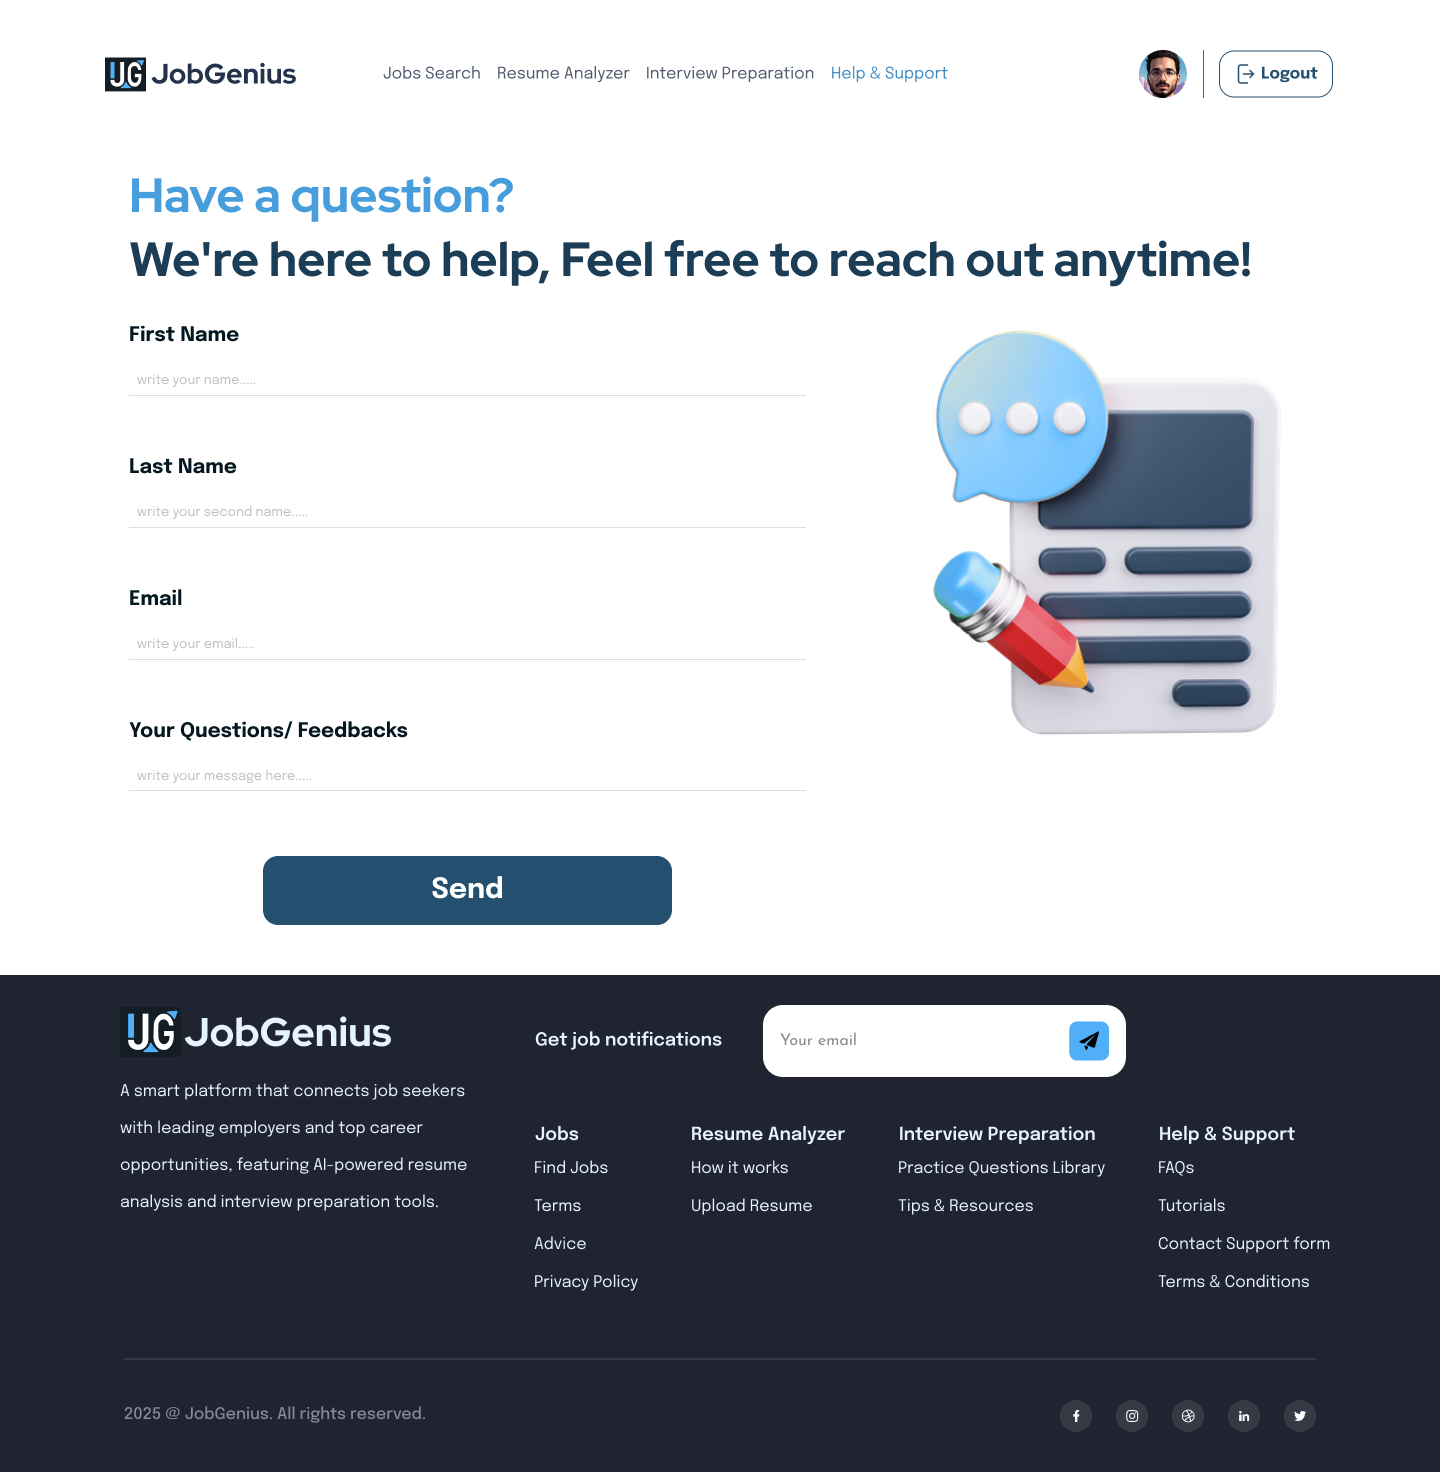 JG JobGenius
Jobs Search Resume Analyzer Interview Preparation Help & Support
Logout
Have a question?
We're here to help, Feel free to reach out anytime!
First Name
write your name.....
Last Name
write your second name.....
Email
write your email.....
Your Questions/ Feedbacks
write your message here.....
Send
JG JobGenius
A smart platform that connects job seekers
with leading employers and top career
opportunities, featuring AI-powered resume
analysis and interview preparation tools.
Get job notifications
Your email
Jobs
Find Jobs
Terms
Advice
Privacy Policy
Resume Analyzer
How it works
Upload Resume
Interview Preparation
Practice Questions Library
Tips & Resources
Help & Support
FAQs
Tutorials
Contact Support form
Terms & Conditions
2025 @ JobGenius. All rights reserved.